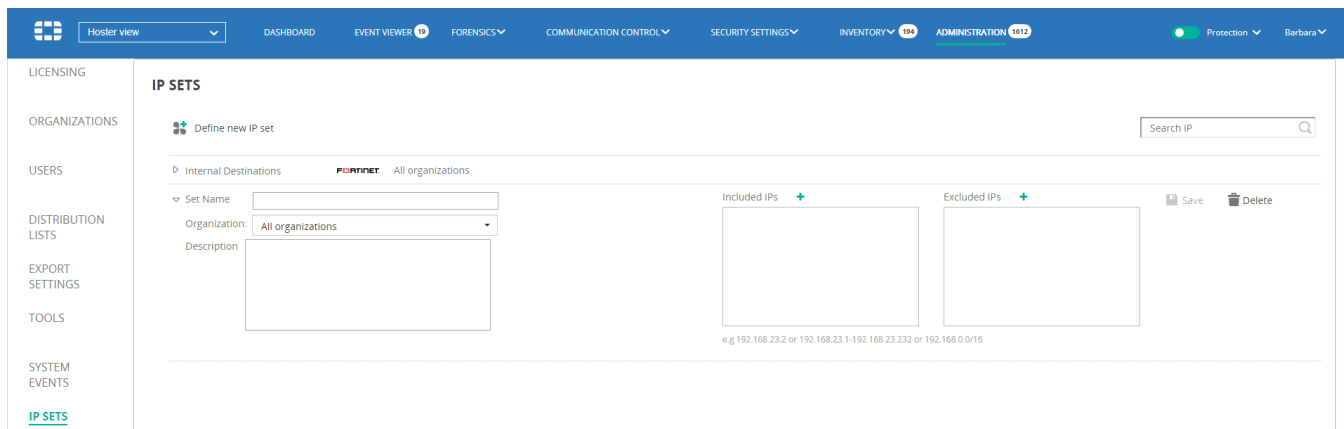 Hoster view
DASHBOARD
EVENT VIEWER 19
FORENSICS
COMMUNICATION CONTROL
SECURITY SETTINGS
INVENTORY 194
ADMINISTRATION 1612
Protection
Barbara
LICENSING
ORGANIZATIONS
USERS
DISTRIBUTION
LISTS
EXPORT
SETTINGS
TOOLS
SYSTEM
EVENTS
IP SETS
IP SETS
Define new IP set
Search IP
Internal Destinations
FORTINET
All organizations
Set Name
Organization: All organizations
Description
Included IPs +
Excluded IPs +
Save
Delete
e.g 192.168.23.2 or 192.168.23.1-192.168.23.232 or 192.168.0.0/16